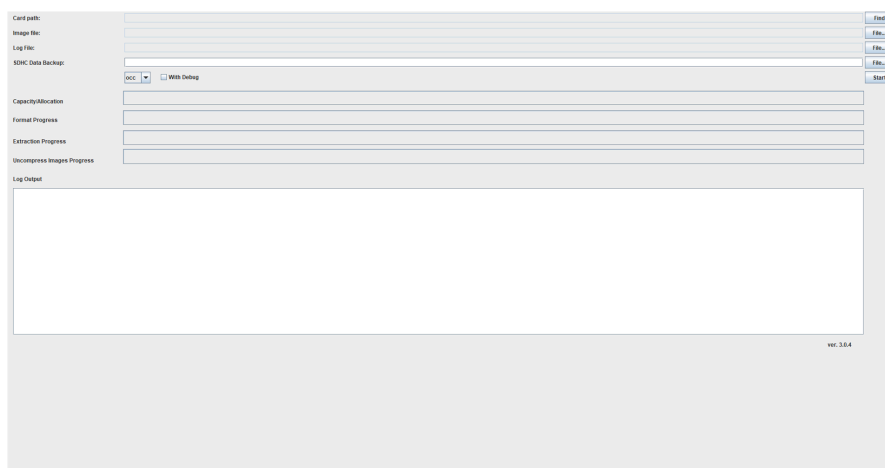 Card path: Find
Image file: File..
Log File: File..
SDHC Data Backup: File..
occ With Debug Start
Capacity/Allocation
Format Progress
Extraction Progress
Uncompress Images Progress
Log Output
ver. 3.0.4